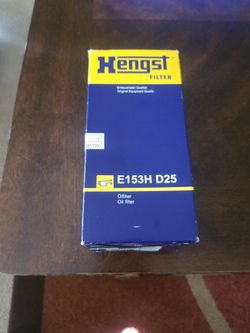 Hengst
FILTER
Erstausrüster-Qualität
Original Equipment Quality
E153H D25
Ölfilter
Oil filter